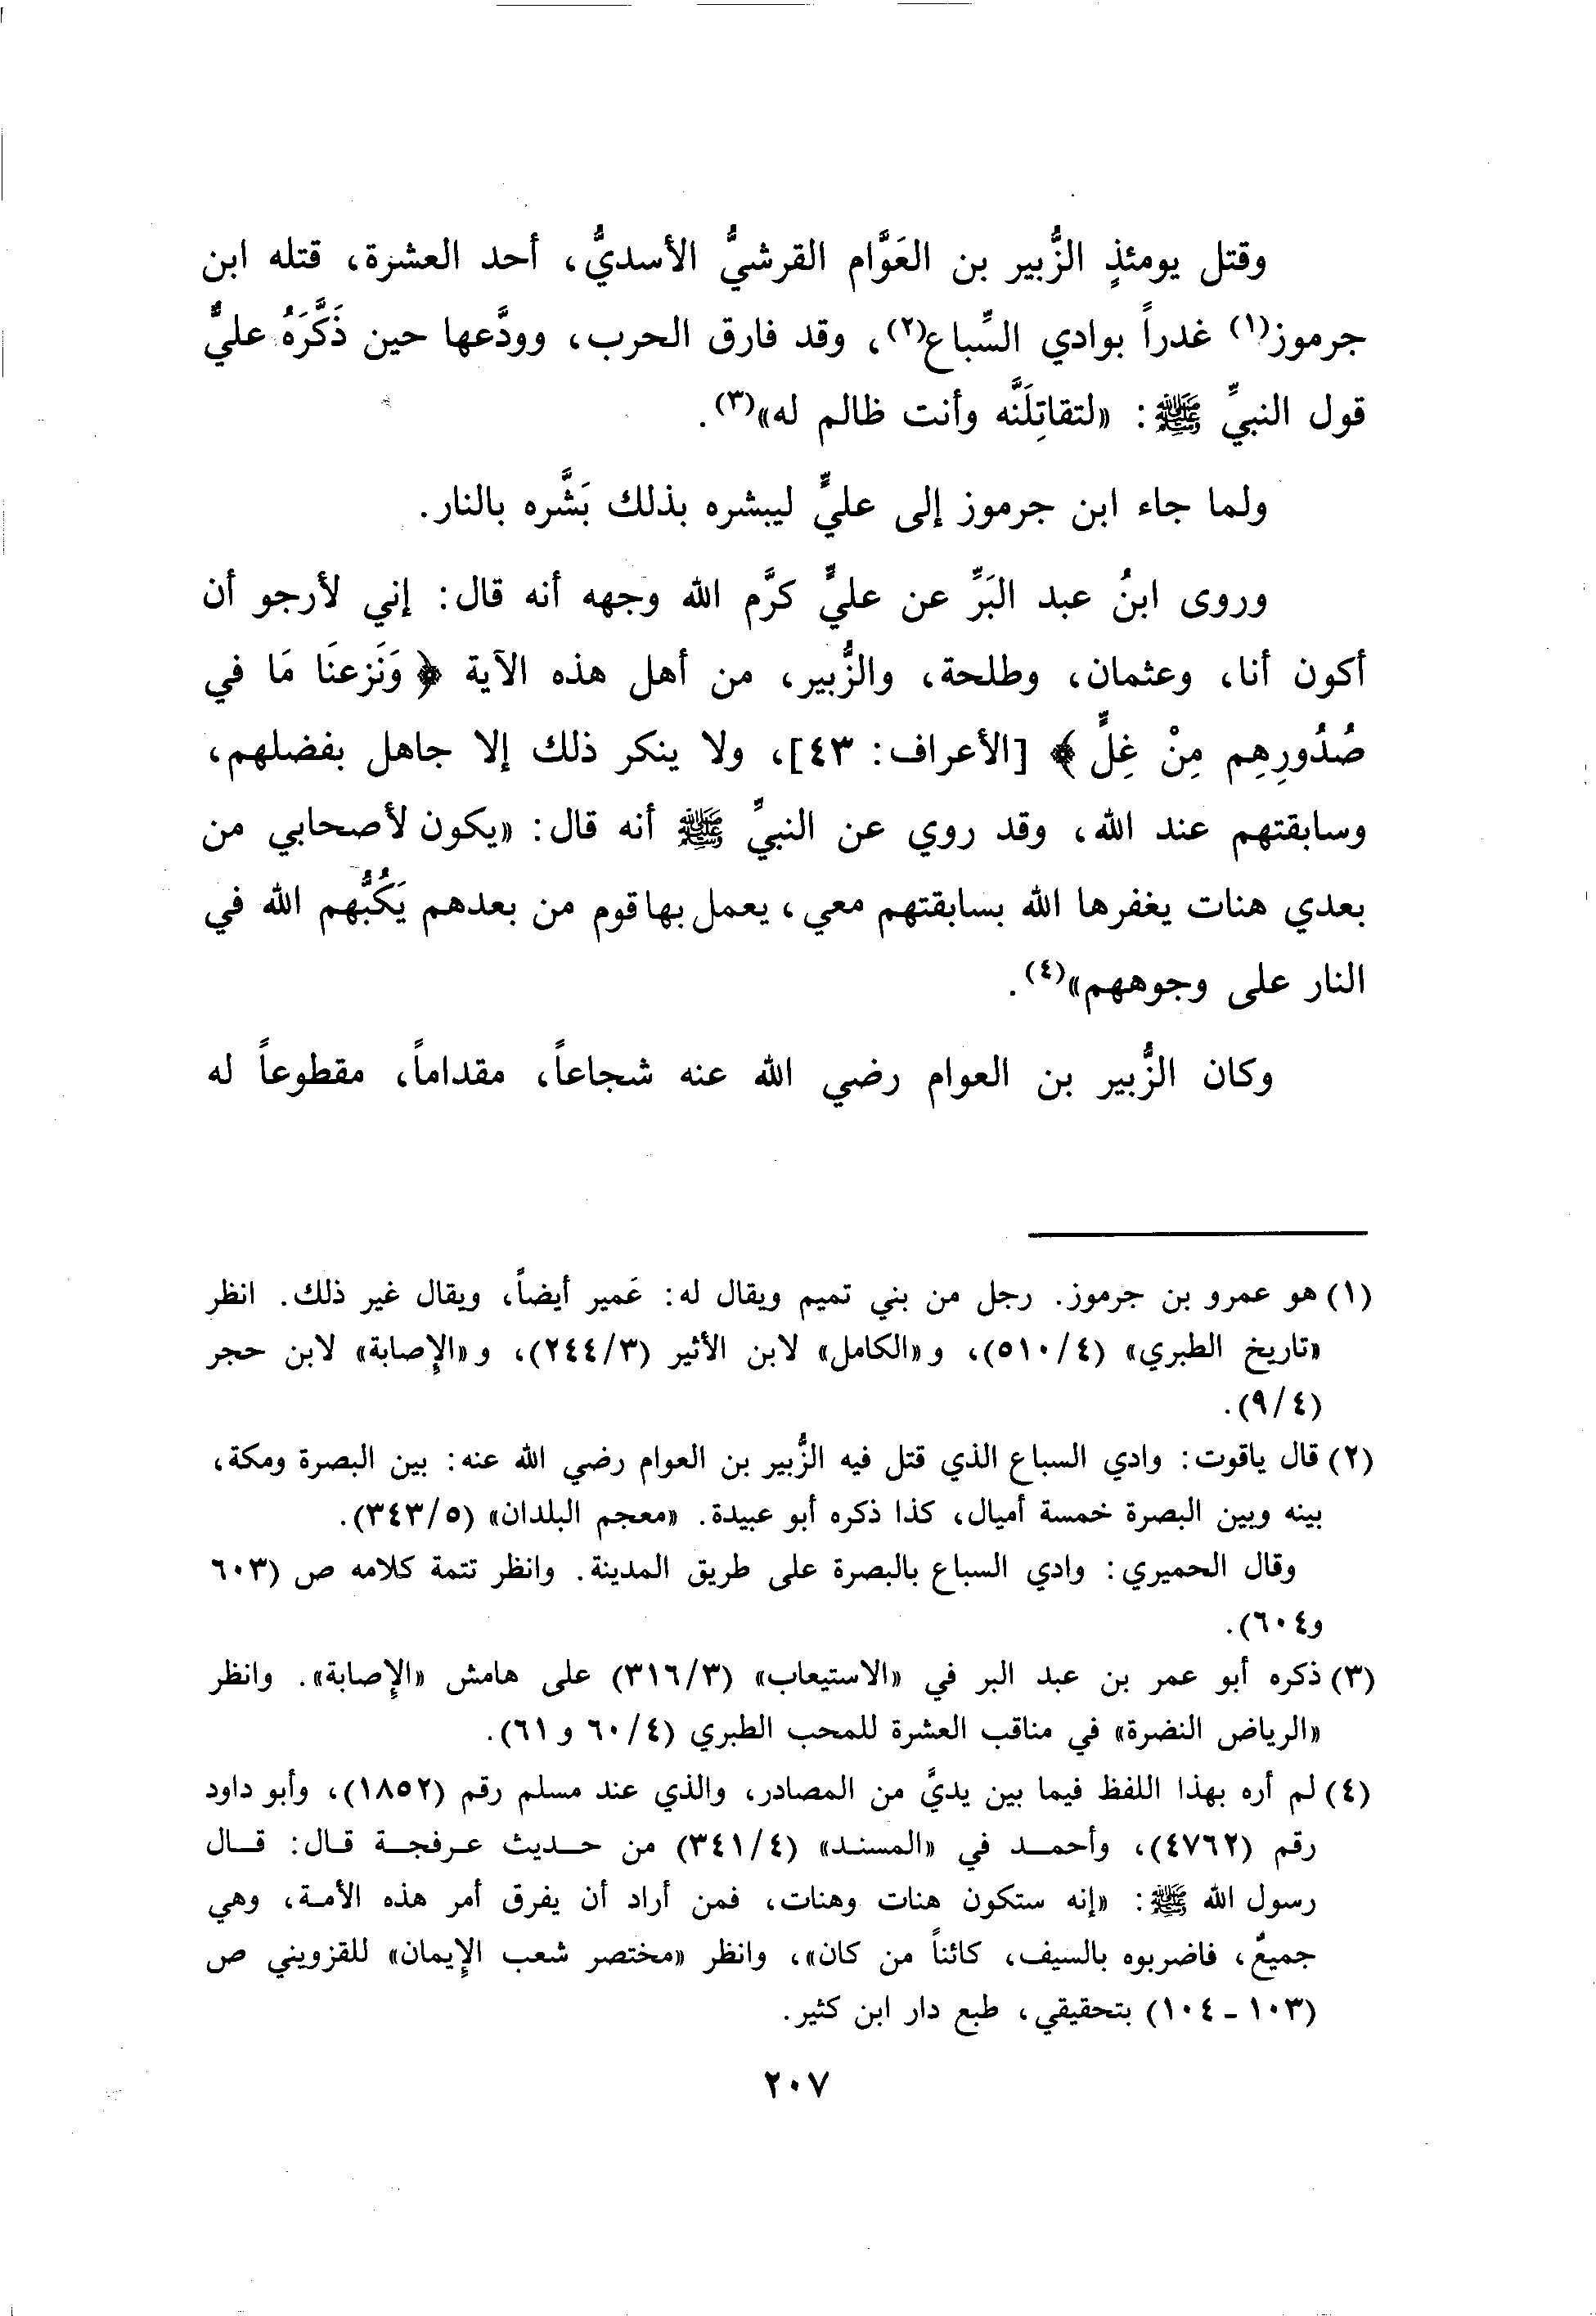 وقتل يومئذٍ الزُّبير بن العَوَّام القرشيُّ الأسديُّ، أحد العشرة، قتله ابن
جرموز(١) غدراً بوادي السِّباع(٢)، وقد فارق الحرب، وودَّعها حين ذَكَّرَهُ عليٌّ
قول النبيِّ ﷺ: «لتقاتِلَنَّه وأنت ظالم له»(٣).
ولما جاء ابن جرموز إلى عليٍّ ليبشره بذلك بَشَّره بالنار.
وروى ابنُ عبد البَرِّ عن عليٍّ كرَّم الله وجهه أنه قال: إني لأرجو أن
أكون أنا، وعثمان، وطلحة، والزُّبير، من أهل هذه الآية ﴿ وَنَزعنَا مَا في
صُدُورِهِم مِنْ غِلٍّ ﴾ [الأعراف: ٤٣]، ولا ينكر ذلك إلا جاهل بفضلهم،
وسابقتهم عند الله، وقد روي عن النبيِّ ﷺ أنه قال: «يكون لأصحابي من
بعدي هنات يغفرها الله بسابقتهم معي، يعمل بها قوم من بعدهم يَكُبُّهم الله في
النار على وجوههم»(٤).
وكان الزُّبير بن العوام رضي الله عنه شجاعاً، مقداماً، مقطوعاً له
(١) هو عمرو بن جرموز. رجل من بني تميم ويقال له: عَمير أيضاً، ويقال غير ذلك. انظر
«تاريخ الطبري» (٤/ ٥١٠)، و«الكامل» لابن الأثير (٣/ ٢٤٤)، و«الإصابة» لابن حجر
(٤/ ٩).
(٢) قال ياقوت: وادي السباع الذي قتل فيه الزُّبير بن العوام رضي الله عنه: بين البصرة ومكة،
بينه وبين البصرة خمسة أميال، كذا ذكره أبو عبيدة. «معجم البلدان» (٥/ ٣٤٣).
وقال الحميري: وادي السباع بالبصرة على طريق المدينة. وانظر تتمة كلامه ص (٦٠٣
و٦٠٤).
(٣) ذكره أبو عمر بن عبد البر في «الاستيعاب» (٣/ ٣١٦) على هامش «الإصابة». وانظر
«الرياض النضرة» في مناقب العشرة للمحب الطبري (٤/ ٦٠ و ٦١).
(٤) لم أره بهذا اللفظ فيما بين يديَّ من المصادر، والذي عند مسلم رقم (١٨٥٢)، وأبو داود
رقم (٤٧٦٢)، وأحمد في «المسند» (٤/ ٣٤١) من حديث عرفجة قال: قال
رسول الله ﷺ: «إنه ستكون هنات وهنات، فمن أراد أن يفرق أمر هذه الأمة، وهي
جميعٌ، فاضربوه بالسيف، كائناً من كان»، وانظر «مختصر شعب الإيمان» للقزويني ص
(١٠٣ - ١٠٤) بتحقيقي، طبع دار ابن كثير.
٢٠٧